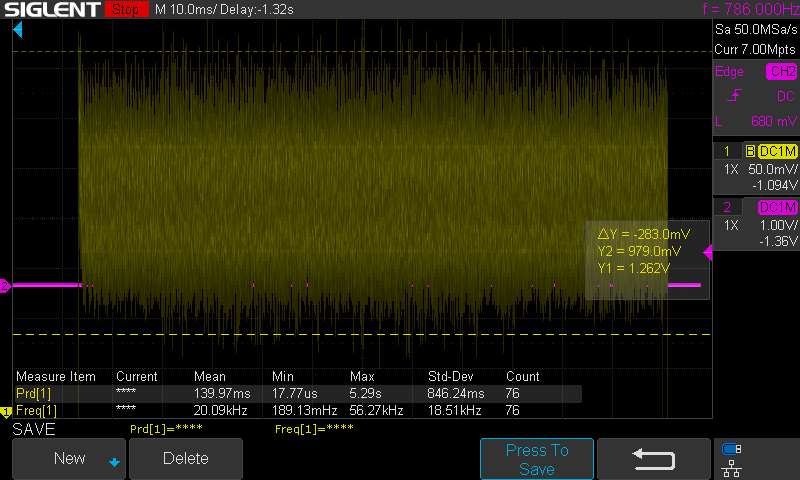 SIGLENT Stop M 10.0ms/ Delay:-1.32s f = 786.000Hz
Sa 50.0MSa/s
Curr 7.00Mpts
Edge CH2
DC
L 680 mV
1 B DC1M
1X 50.0mV/
-1.094V
2 DC1M
1X 1.00V/
-1.36V
△Y = -283.0mV
Y2 = 979.0mV
Y1 = 1.262V
2
Measure Item Current Mean Min Max Std-Dev Count
Prd[1] **** 139.97ms 17.77us 5.29s 846.24ms 76
Freq[1] **** 20.09kHz 189.13mHz 56.27kHz 18.51kHz 76
1
SAVE Prd[1]=**** Freq[1]=****
New Delete Press To
Save